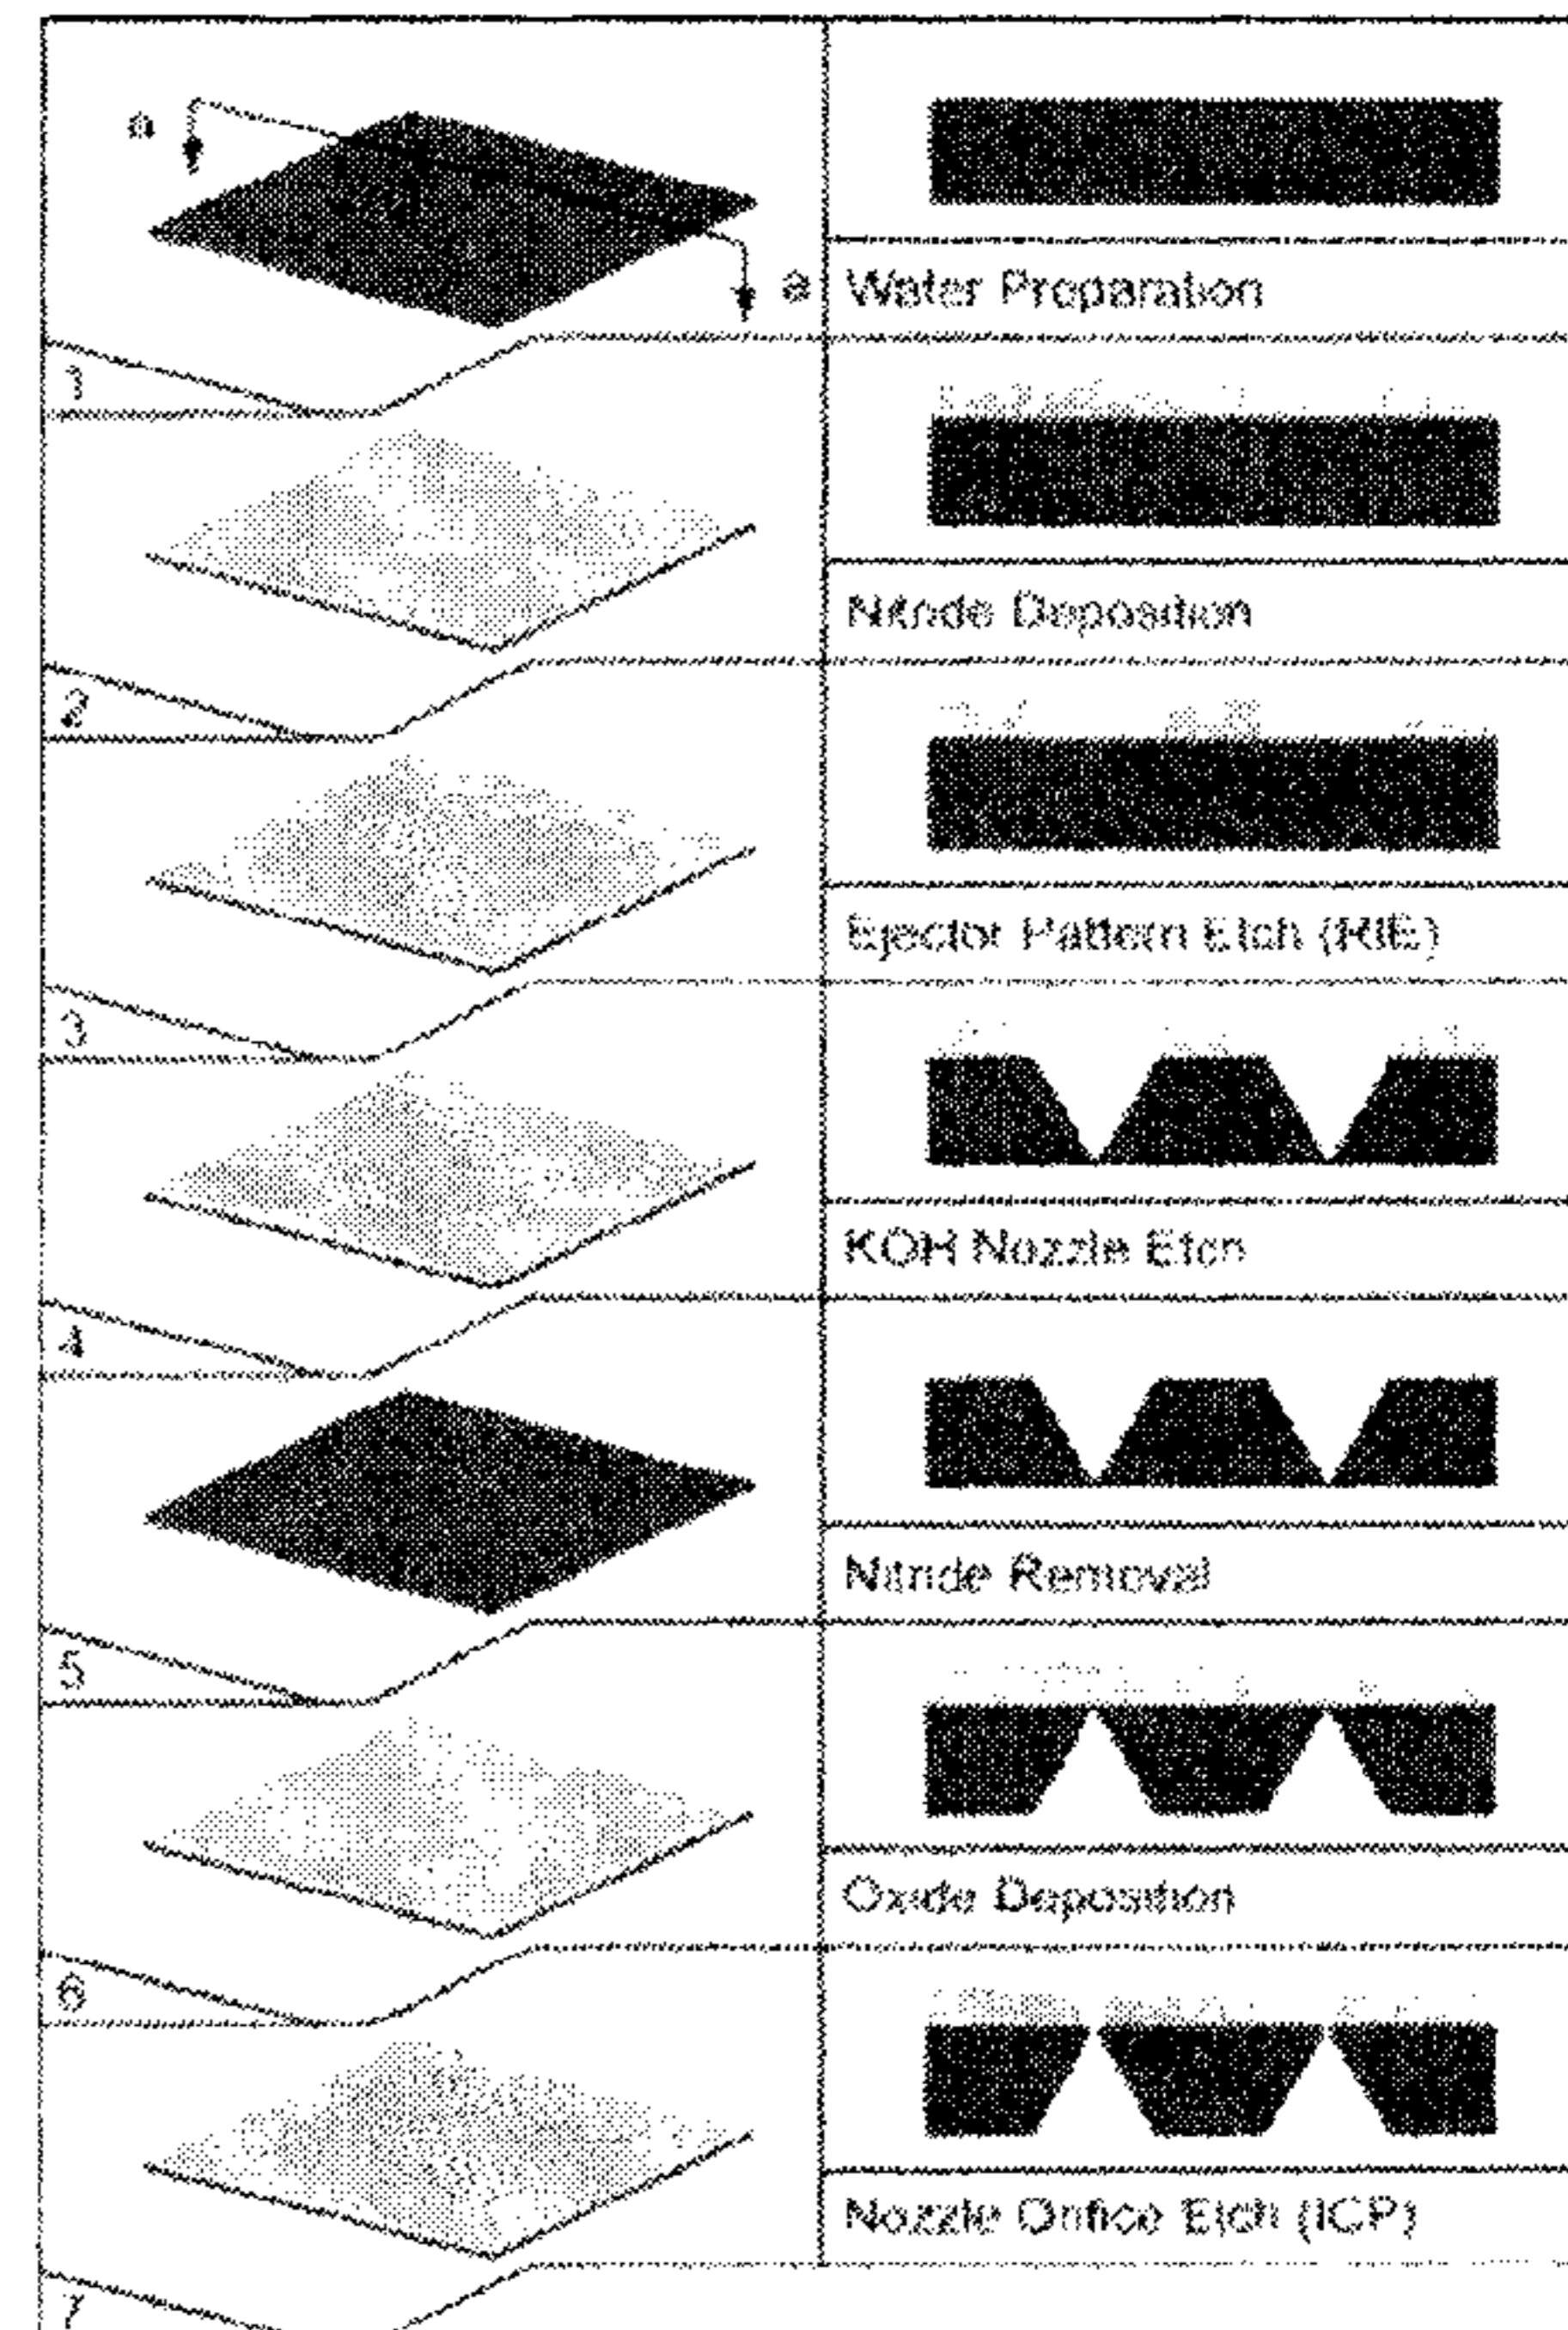 a
a
Wafer Preparation
1
Nitride Deposition
2
Ejector Pattern Etch (RIE)
3
KOH Nozzle Etch
4
Nitride Removal
5
Oxide Deposition
6
Nozzle Orifice Etch (ICP)
7